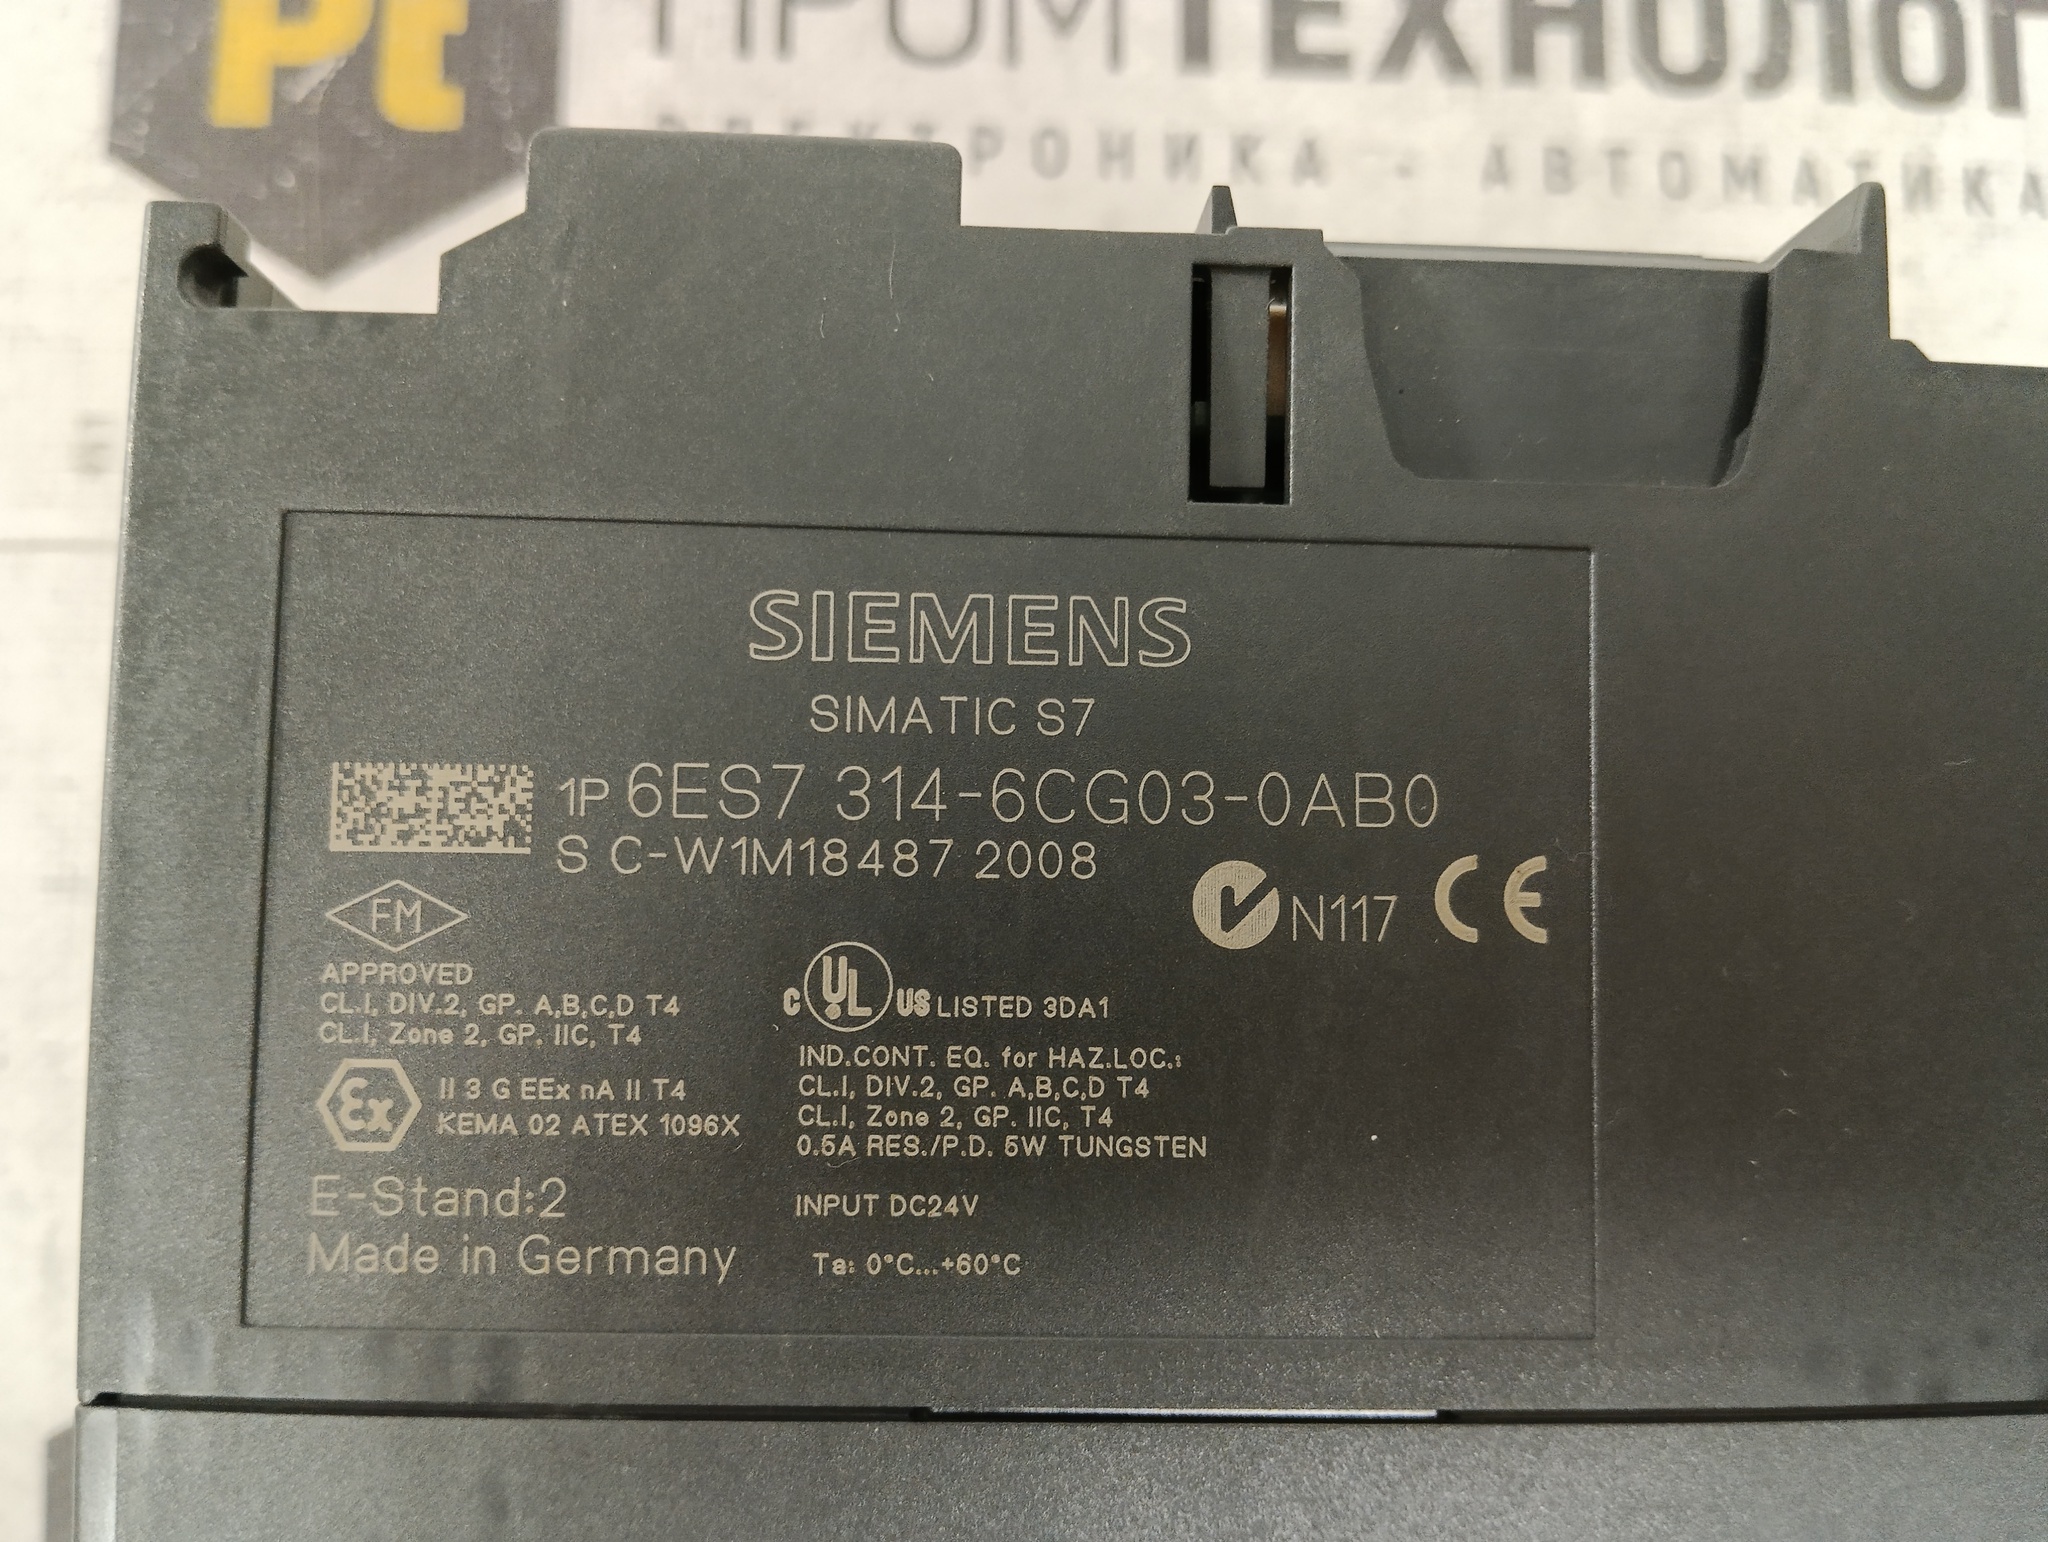 Pt
ПРОМТЕХНОЛОГ
ЭЛЕКТРОНИКА - АВТОМАТИКА
SIEMENS
SIMATIC S7
1P 6ES7 314-6CG03-0AB0
S C-W1M18487 2008
N117 CE
FM
APPROVED
CL.I, DIV.2, GP. A,B,C,D T4
CL.I, Zone 2, GP. IIC, T4
Ex II 3 G EEx nA II T4
KEMA 02 ATEX 1096X
E-Stand:2
Made in Germany
C UL US LISTED 3DA1
IND.CONT. EQ. for HAZ.LOC.:
CL.I, DIV.2, GP. A,B,C,D T4
CL.I, Zone 2, GP. IIC, T4
0.5A RES./P.D. 5W TUNGSTEN
INPUT DC24V
Ta: 0°C...+60°C